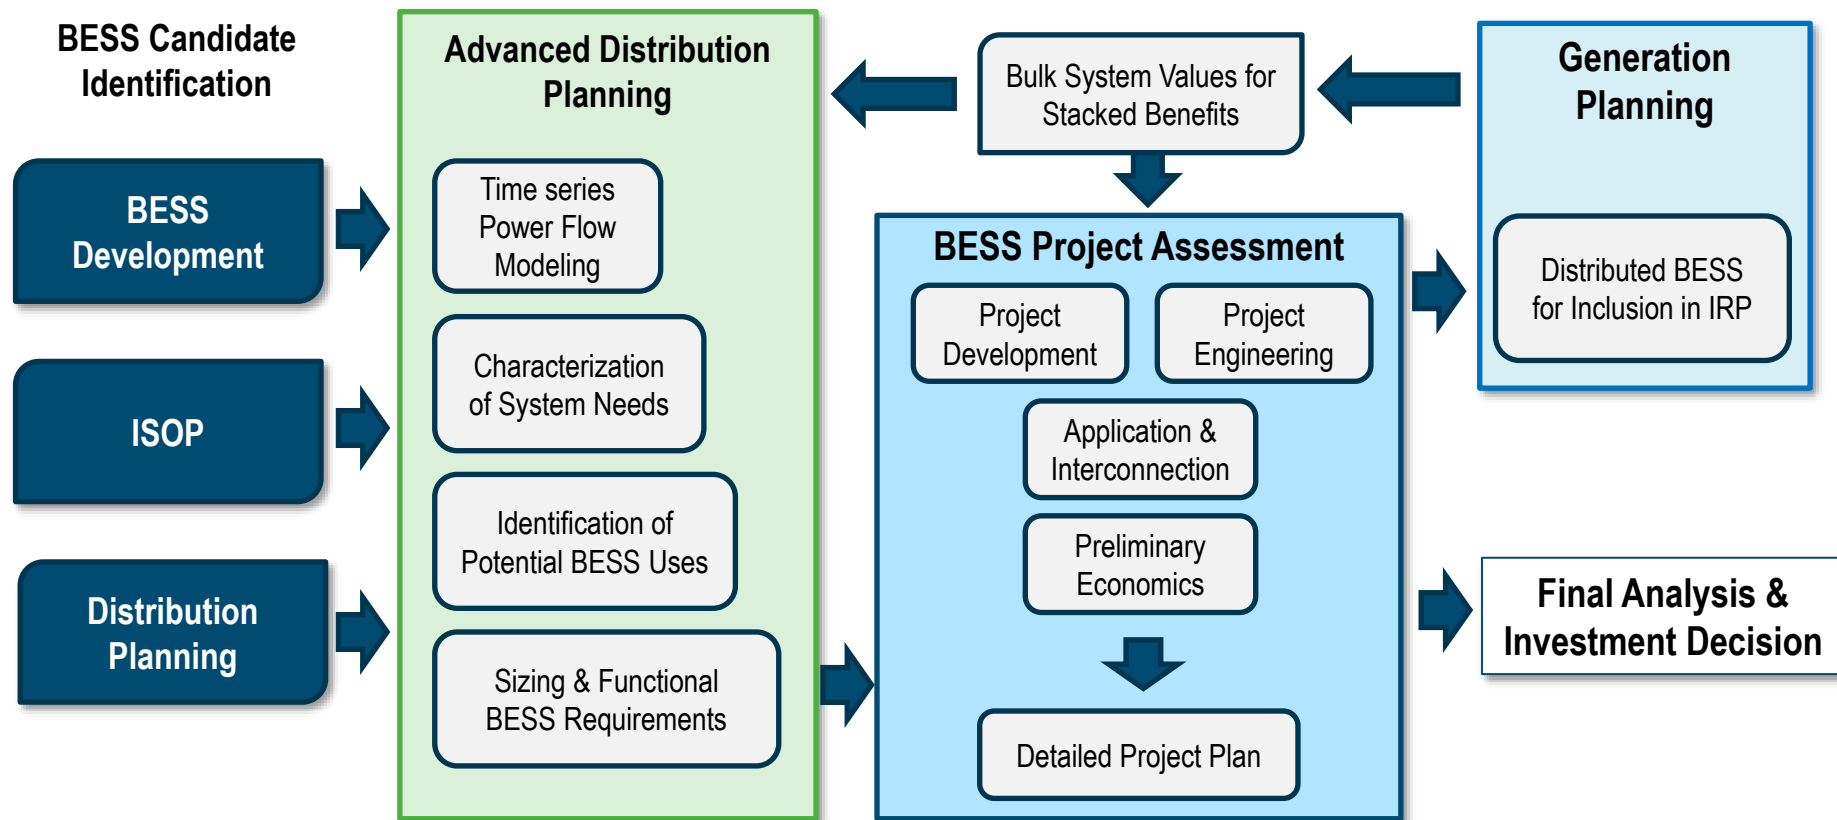 BESS Candidate
Identification
BESS
Development
ISOP
Distribution
Planning
Advanced Distribution
Planning
Time series
Power Flow
Modeling
Characterization
of System Needs
Identification of
Potential BESS Uses
Sizing & Functional
BESS Requirements
Bulk System Values for
Stacked Benefits
BESS Project Assessment
Project
Development
Project
Engineering
Application &
Interconnection
Preliminary
Economics
Detailed Project Plan
Generation
Planning
Distributed BESS
for Inclusion in IRP
Final Analysis &
Investment Decision